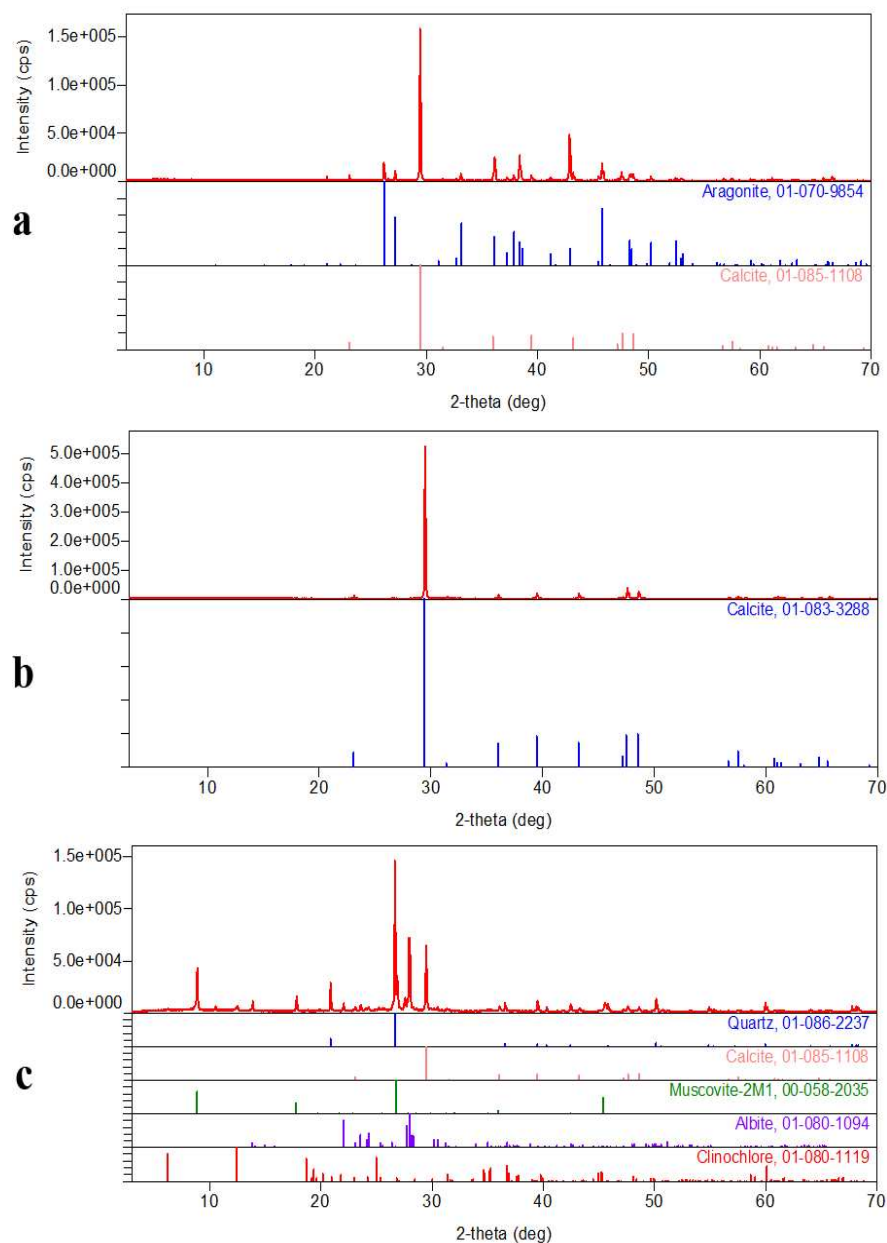 a
Intensity (cps)
1.5e+005
1.0e+005
5.0e+004
0.0e+000
Aragonite, 01-070-9854
Calcite, 01-085-1108
10 20 30 40 50 60 70
2-theta (deg)
b
Intensity (cps)
5.0e+005
4.0e+005
3.0e+005
2.0e+005
1.0e+005
0.0e+000
Calcite, 01-083-3288
10 20 30 40 50 60 70
2-theta (deg)
c
Intensity (cps)
1.5e+005
1.0e+005
5.0e+004
0.0e+000
Quartz, 01-086-2237
Calcite, 01-085-1108
Muscovite-2M1, 00-058-2035
Albite, 01-080-1094
Clinochlore, 01-080-1119
10 20 30 40 50 60 70
2-theta (deg)